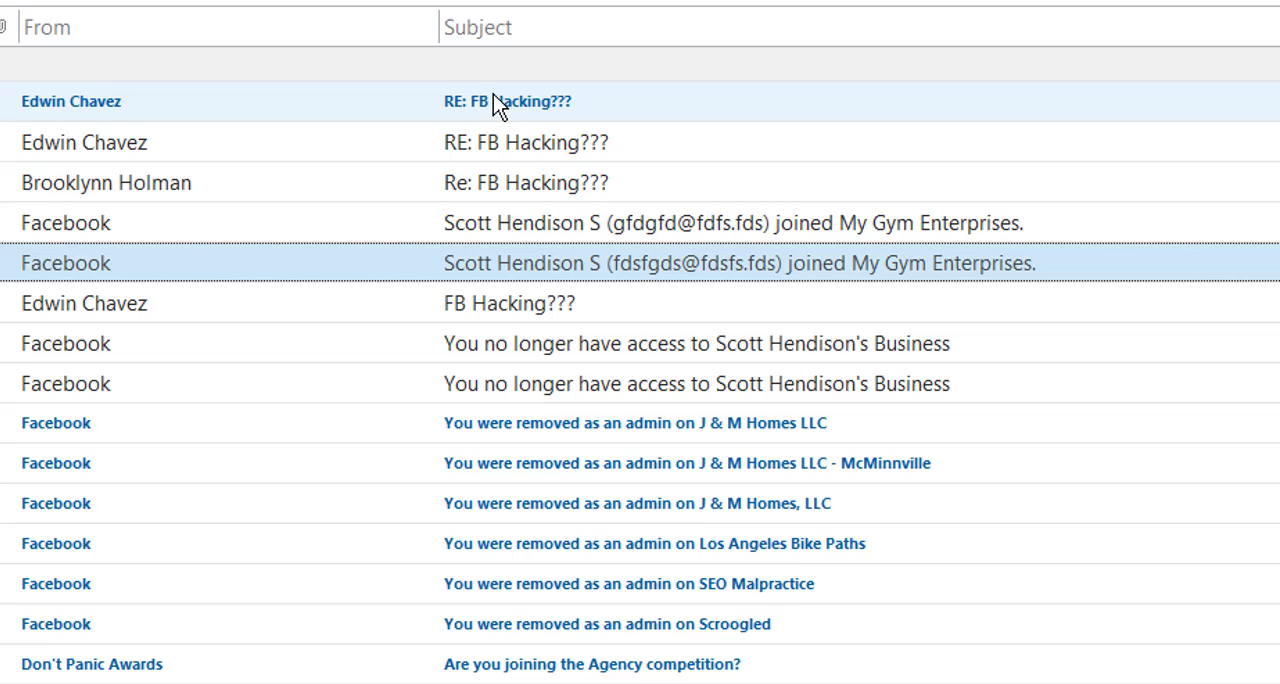 From Subject
Edwin Chavez RE: FB Hacking???
Edwin Chavez RE: FB Hacking???
Brooklynn Holman Re: FB Hacking???
Facebook Scott Hendison S (gfdgfd@fdfs.fds) joined My Gym Enterprises.
Facebook Scott Hendison S (fdsfgds@fdsfs.fds) joined My Gym Enterprises.
Edwin Chavez FB Hacking???
Facebook You no longer have access to Scott Hendison's Business
Facebook You no longer have access to Scott Hendison's Business
Facebook You were removed as an admin on J & M Homes LLC
Facebook You were removed as an admin on J & M Homes LLC - McMinnville
Facebook You were removed as an admin on J & M Homes, LLC
Facebook You were removed as an admin on Los Angeles Bike Paths
Facebook You were removed as an admin on SEO Malpractice
Facebook You were removed as an admin on Scroogled
Don't Panic Awards Are you joining the Agency competition?